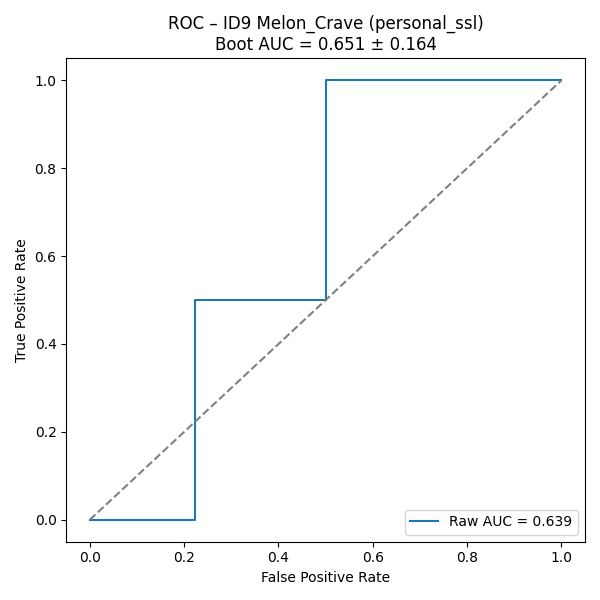 ROC – ID9 Melon_Crave (personal_ssl)
Boot AUC = 0.651 ± 0.164
True Positive Rate
1.0
0.8
0.6
0.4
0.2
0.0
Raw AUC = 0.639
0.0 0.2 0.4 0.6 0.8 1.0
False Positive Rate